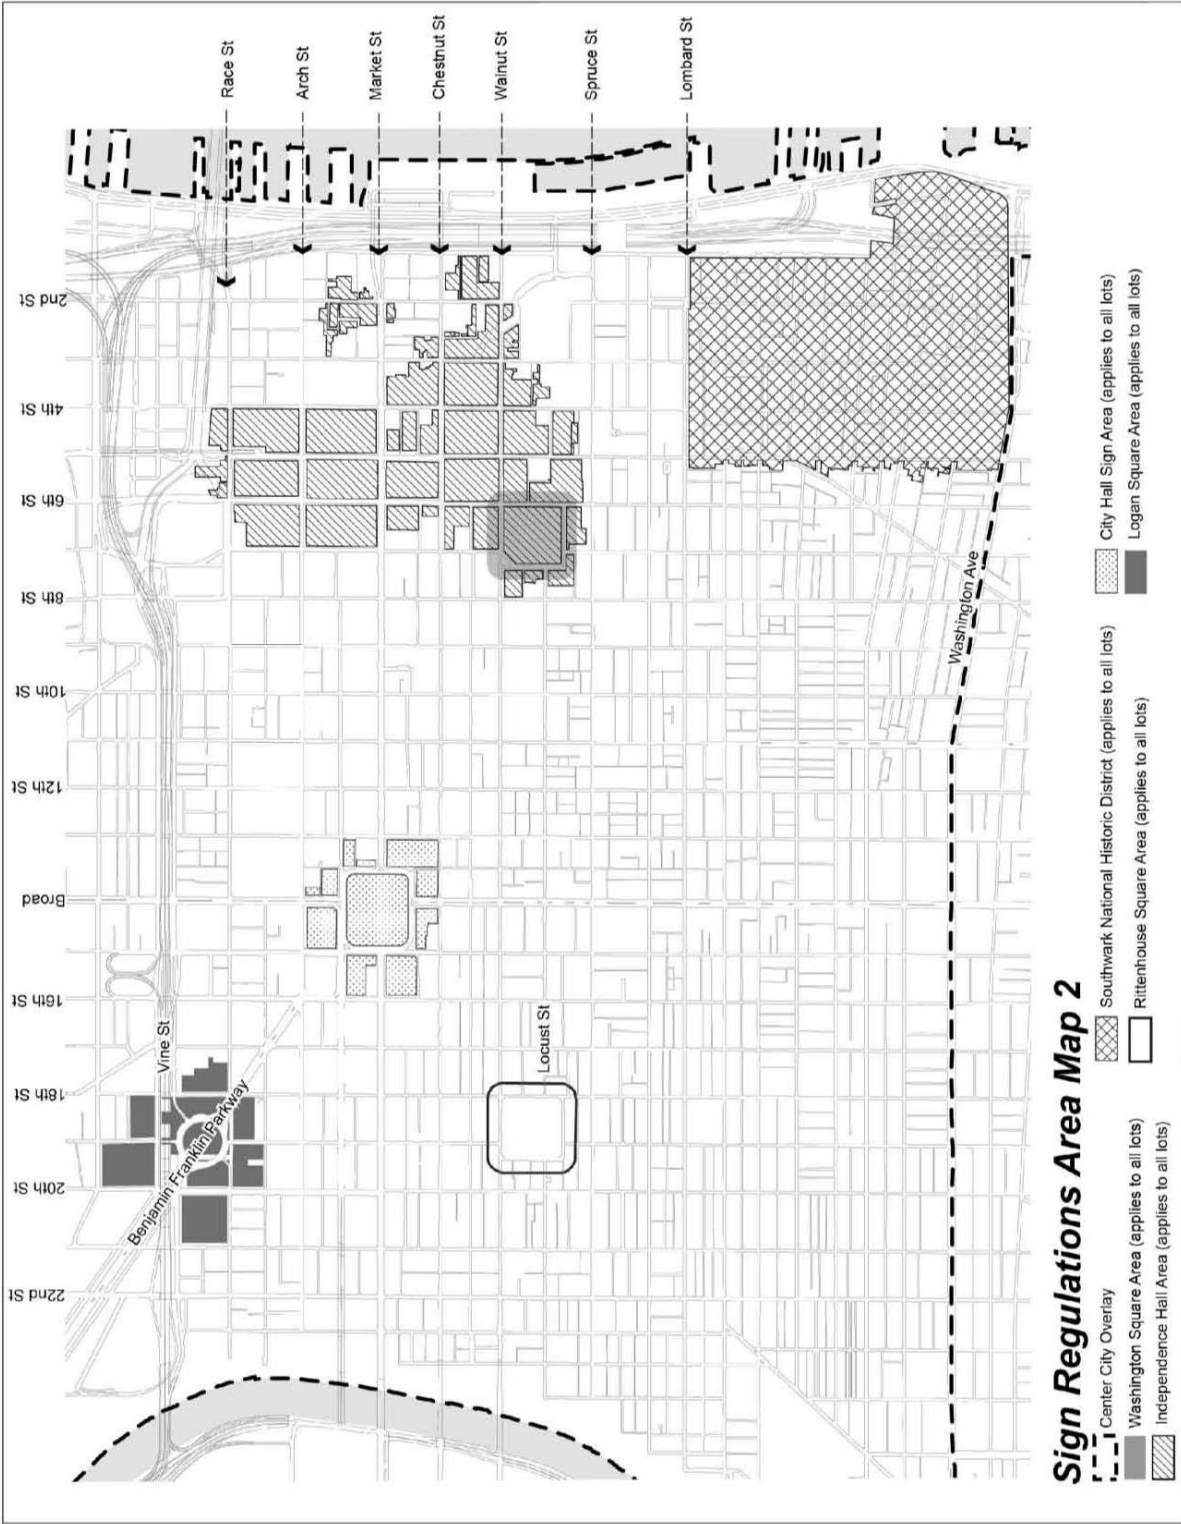 Race St
Arch St
Market St
Chestnut St
Walnut St
Spruce St
Lombard St
2nd St
4th St
6th St
8th St
10th St
12th St
Broad
16th St
18th St
20th St
22nd St
Vine St
Benjamin Franklin Parkway
Locust St
Washington Ave
Sign Regulations Area Map 2
Center City Overlay
Washington Square Area (applies to all lots)
Independence Hall Area (applies to all lots)
Southwark National Historic District (applies to all lots)
Rittenhouse Square Area (applies to all lots)
City Hall Sign Area (applies to all lots)
Logan Square Area (applies to all lots)